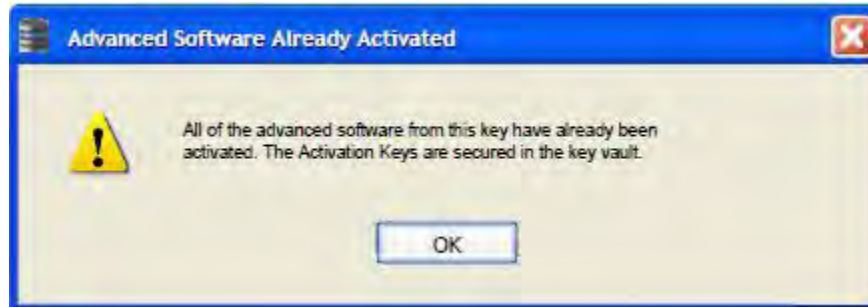 Advanced Software Already Activated
All of the advanced software from this key have already been
activated. The Activation Keys are secured in the key vault.
OK